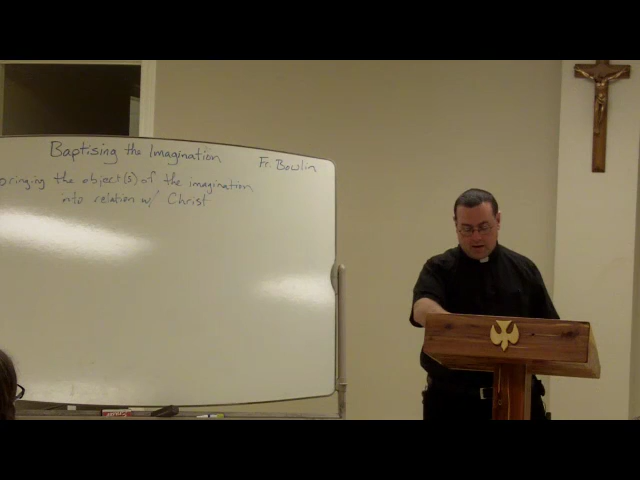 Baptising the Imagination
Fr. Bowlin
bringing the object(s) of the imagination
into relation w/ Christ